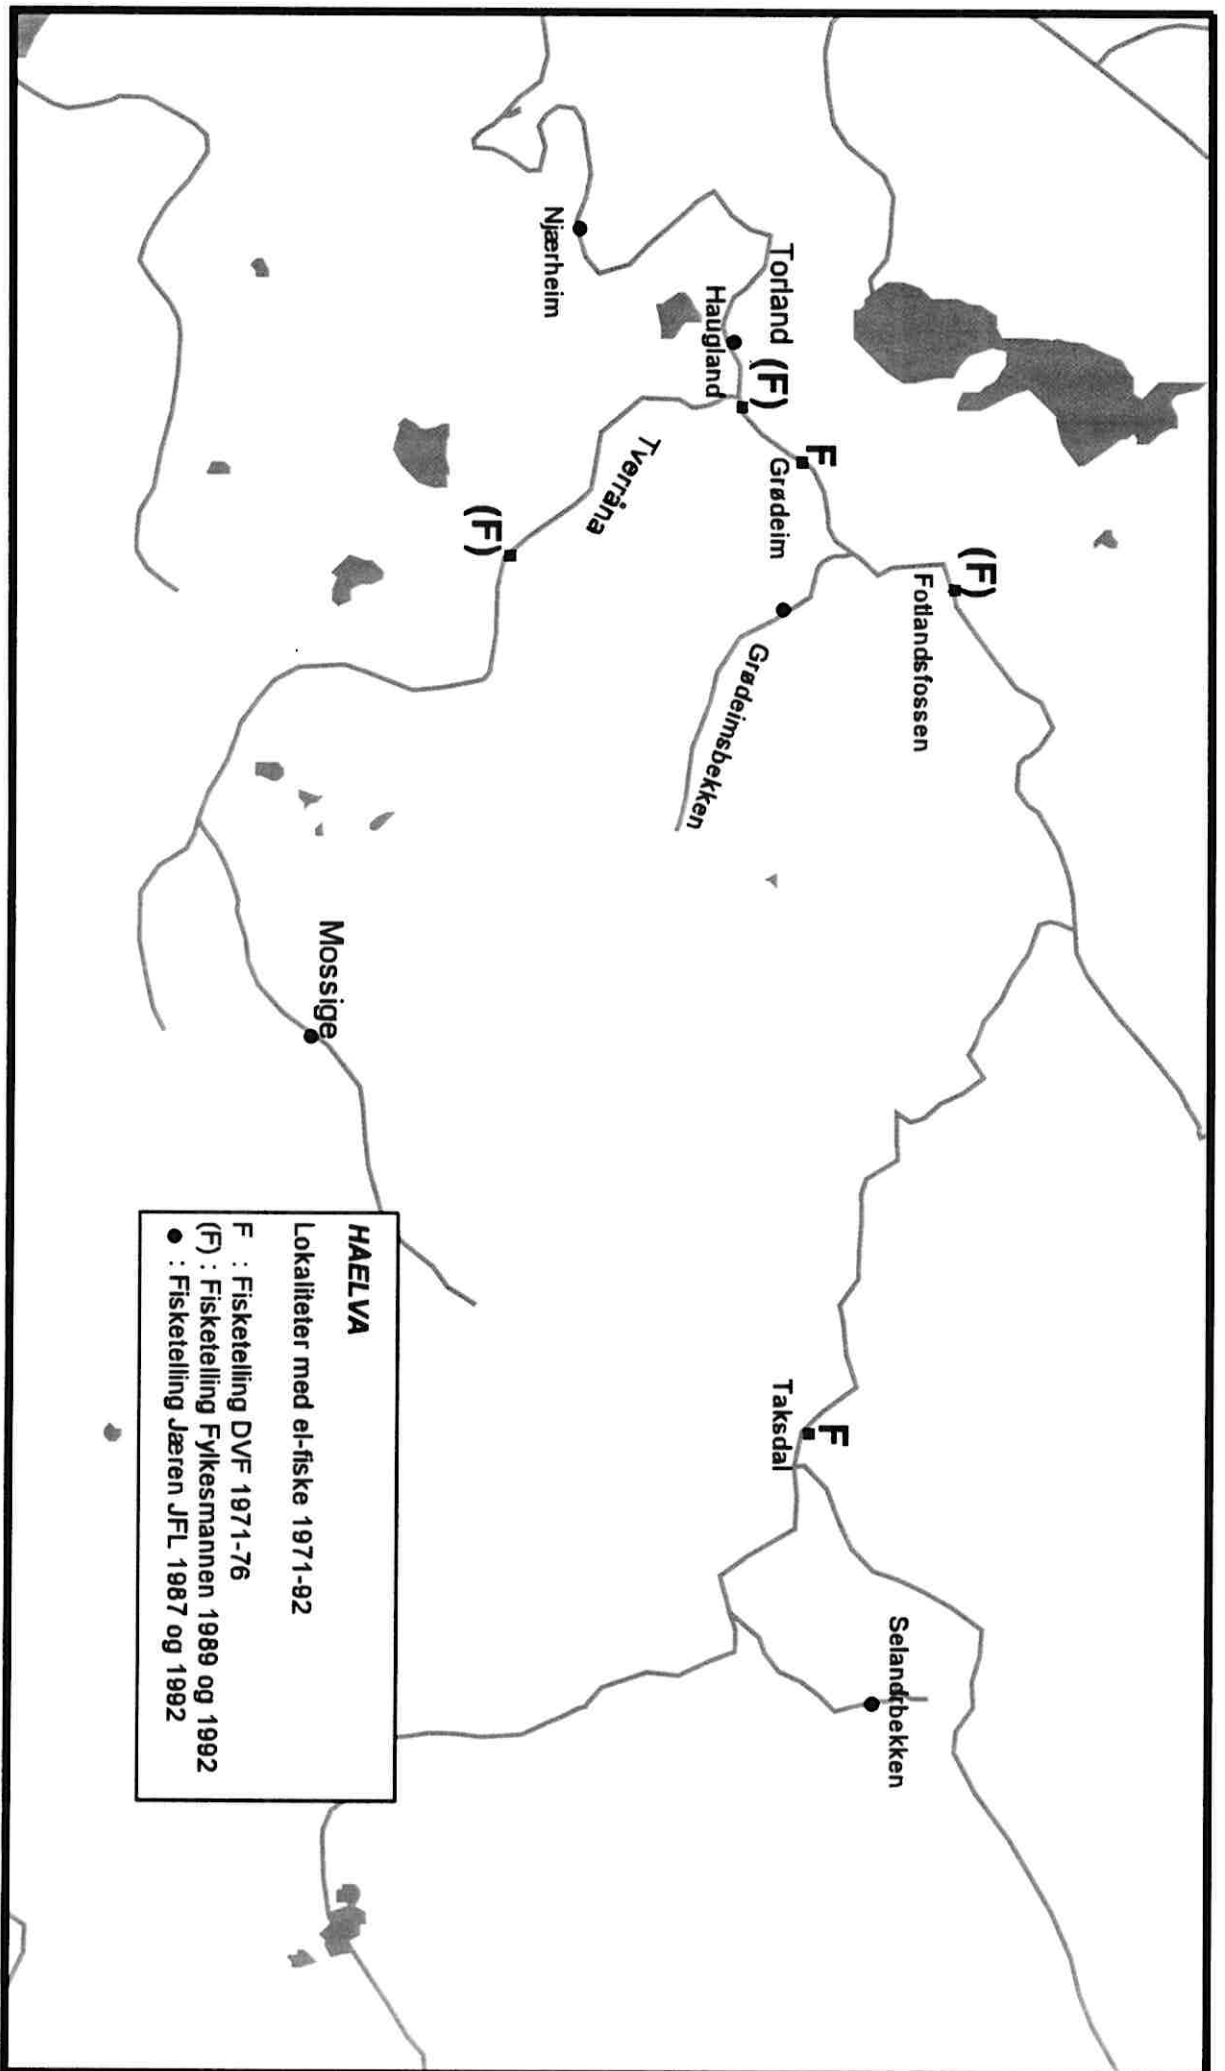 (F)
Fotlandsfossen
F
Grødeim
Torland
(F)
Haugland
Njærheim
Grødeimsbekken
Tverråna
(F)
Mossige
F
Taksdal
Selandrbekken
HAELVA
Lokaliteter med el-fiske 1971-92
F : Fisketelling DVF 1971-76
(F) : Fisketelling Fylkesmannen 1989 og 1992
● : Fisketelling Jæren JFL 1987 og 1992